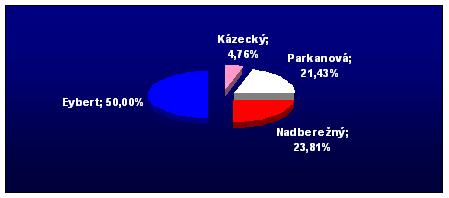 Kázecký;
4,76%
Parkanová;
21,43%
Eybert; 50,00%
Nadberežný;
23,81%